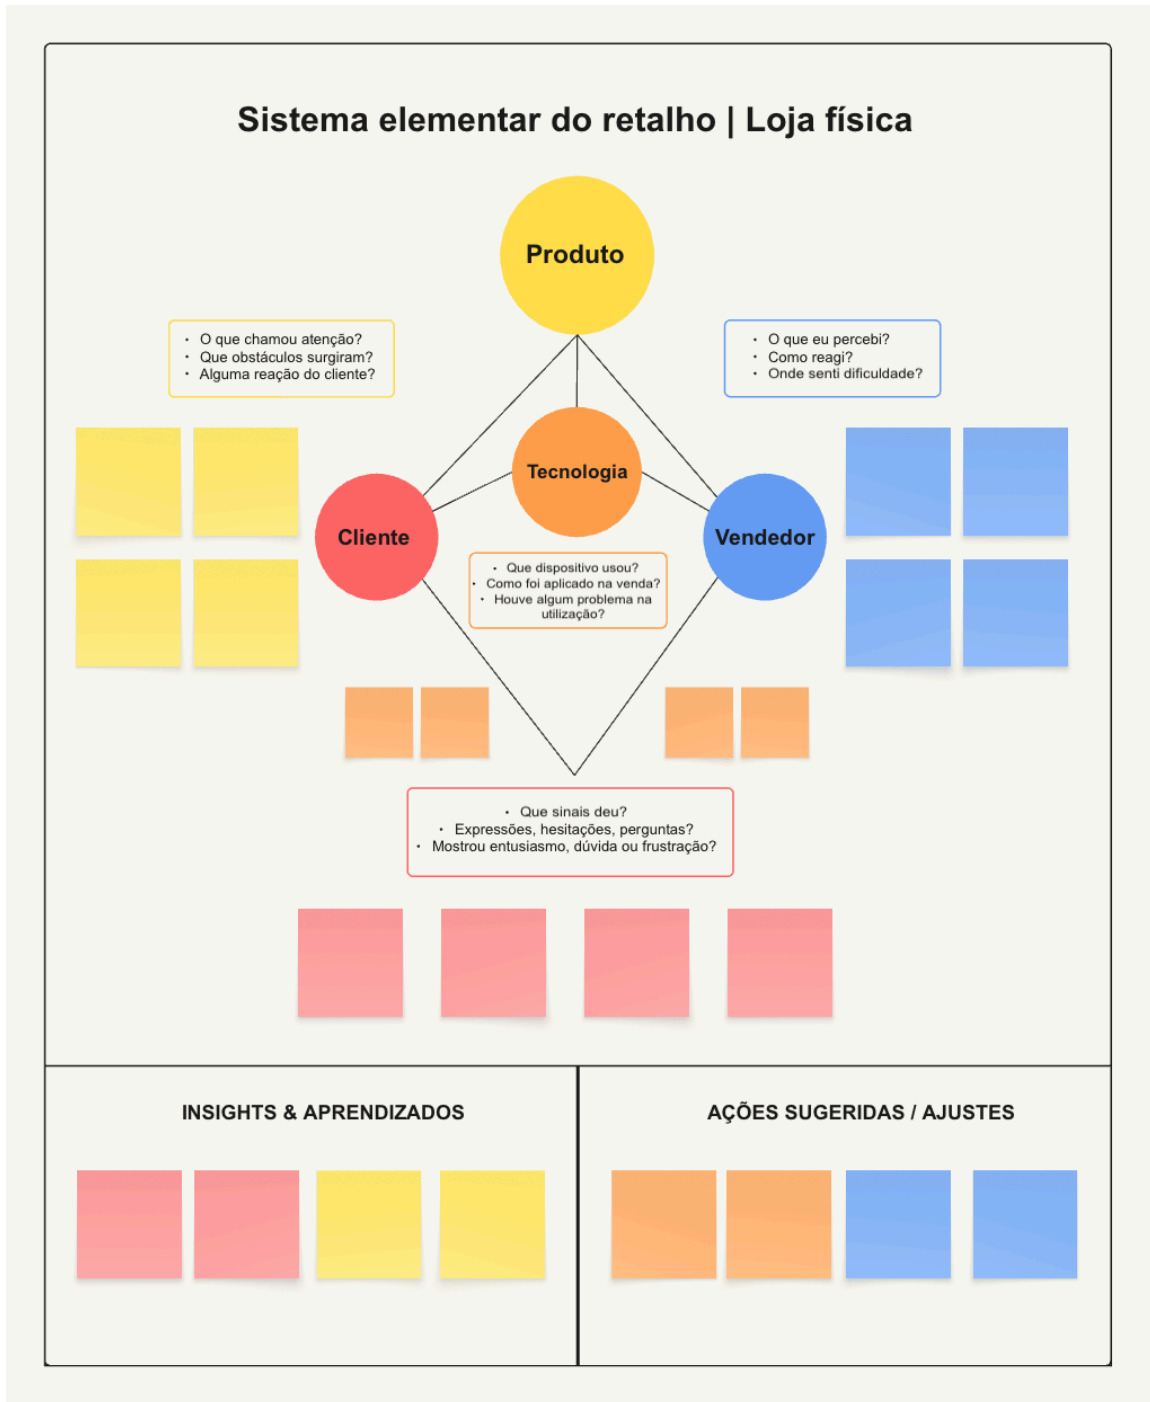 Sistema elementar do retalho | Loja física
Produto
• O que chamou atenção?
• Que obstáculos surgiram?
• Alguma reação do cliente?
• O que eu percebi?
• Como reagi?
• Onde senti dificuldade?
Tecnologia
Cliente
Vendedor
• Que dispositivo usou?
• Como foi aplicado na venda?
• Houve algum problema na
utilização?
• Que sinais deu?
• Expressões, hesitações, perguntas?
• Mostrou entusiasmo, dúvida ou frustração?
INSIGHTS & APRENDIZADOS
AÇÕES SUGERIDAS / AJUSTES